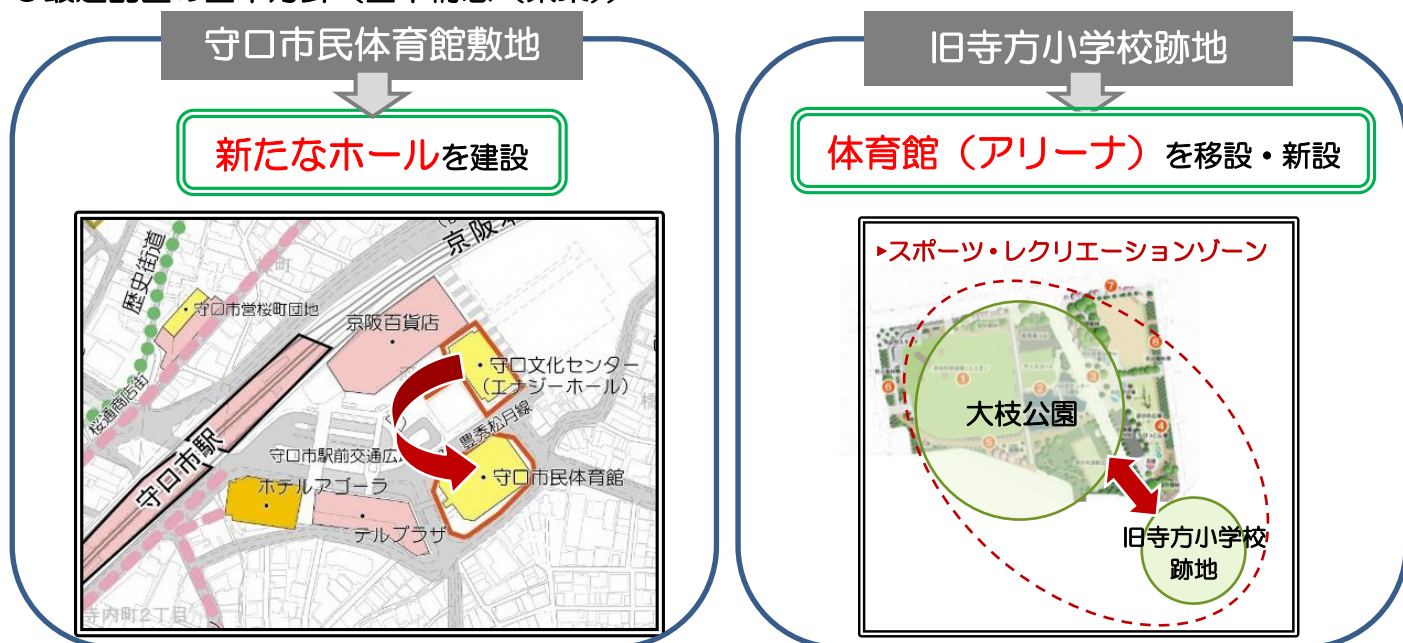 守口市民体育館敷地
新たなホールを建設
歴史街道
京阪本
守口市営桜町団地
京阪百貨店
守口文化センター
（エナジーホール）
桜通商店街
豊秀松月線
守口市駅前交通広
守口市駅
ホテルアゴーラ
守口市民体育館
テルプラザ
寺内町2丁目
旧寺方小学校跡地
体育館（アリーナ）を移設・新設
▶スポーツ・レクリエーションゾーン
大枝公園
旧寺方小学校
跡地